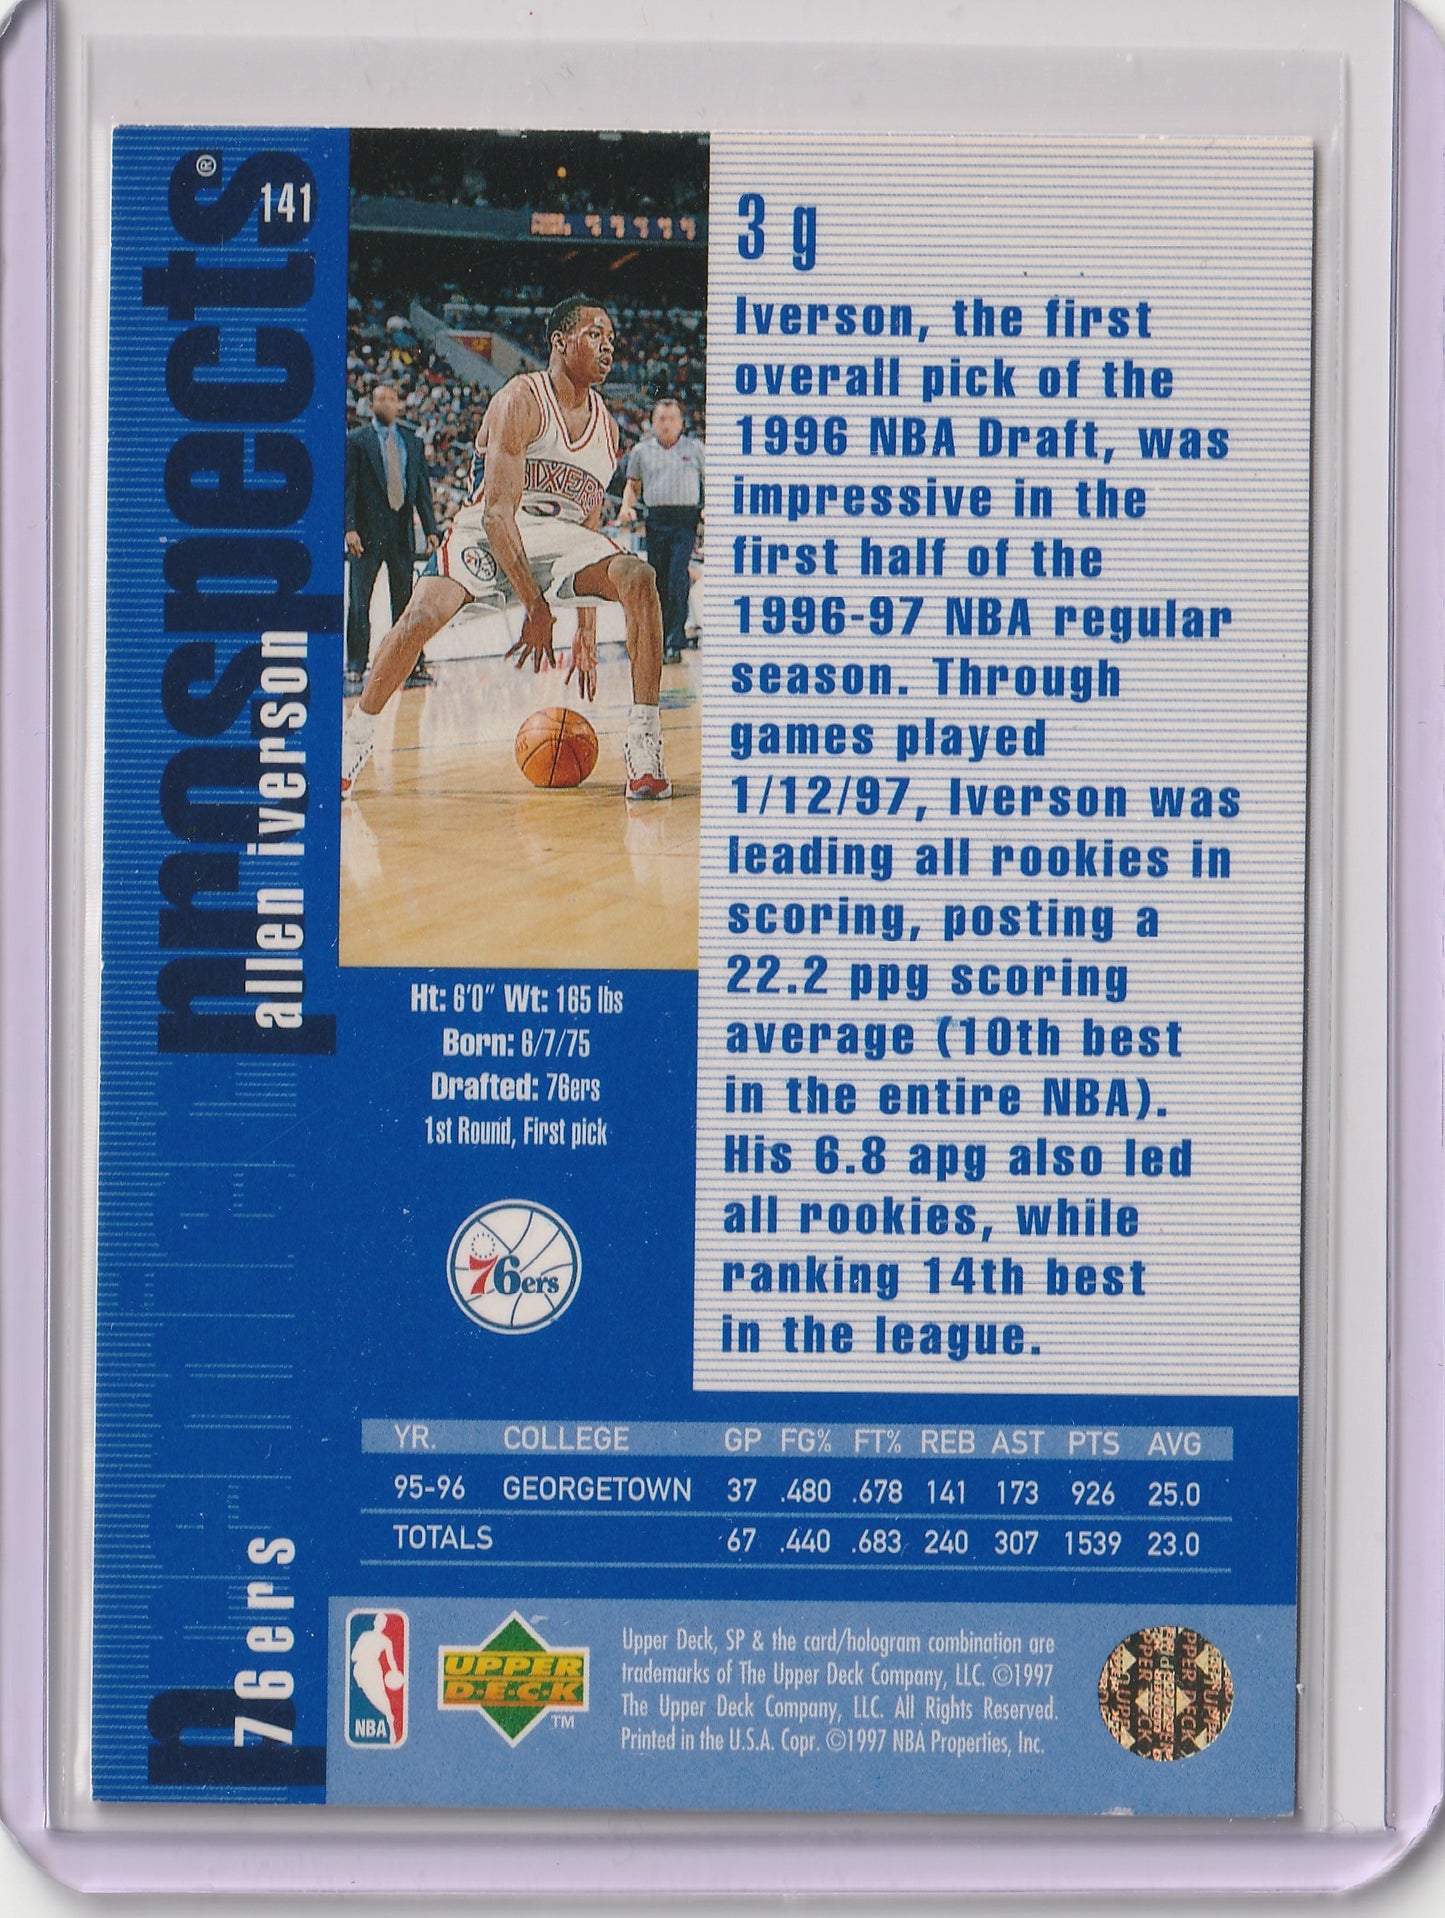 prospects®
141
allen iverson
76ers
SIXERS
3 g
Iverson, the first
overall pick of the
1996 NBA Draft, was
impressive in the
first half of the
1996-97 NBA regular
season. Through
games played
1/12/97, Iverson was
leading all rookies in
scoring, posting a
22.2 ppg scoring
average (10th best
in the entire NBA).
His 6.8 apg also led
all rookies, while
ranking 14th best
in the league.
Ht: 6'0" Wt: 165 lbs
Born: 6/7/75
Drafted: 76ers
1st Round, First pick
76ers
YR. COLLEGE GP FG% FT% REB AST PTS AVG
95-96 GEORGETOWN 37 .480 .678 141 173 926 25.0
TOTALS 67 .440 .683 240 307 1539 23.0
NBA
UPPER
DECK
TM
Upper Deck, SP & the card/hologram combination are
trademarks of The Upper Deck Company, LLC. ©1997
The Upper Deck Company, LLC. All Rights Reserved.
Printed in the U.S.A. Copr. ©1997 NBA Properties, Inc.